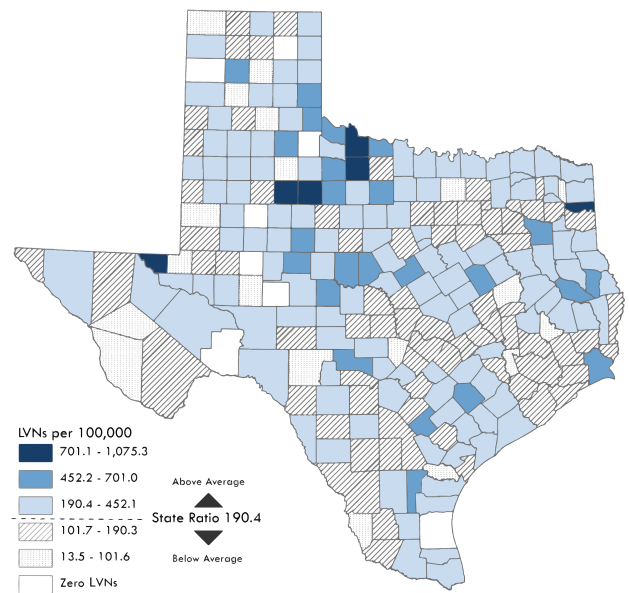 LVNs per 100,000
701.1 - 1,075.3
452.2 - 701.0
190.4 - 452.1
101.7 - 190.3
13.5 - 101.6
Zero LVNs
Above Average
State Ratio 190.4
Below Average